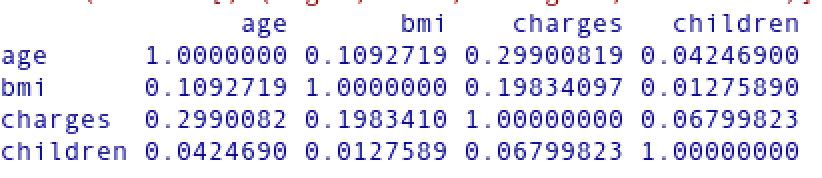 age bmi charges children
age 1.0000000 0.1092719 0.29900819 0.04246900
bmi 0.1092719 1.0000000 0.19834097 0.01275890
charges 0.2990082 0.1983410 1.00000000 0.06799823
children 0.0424690 0.0127589 0.06799823 1.00000000